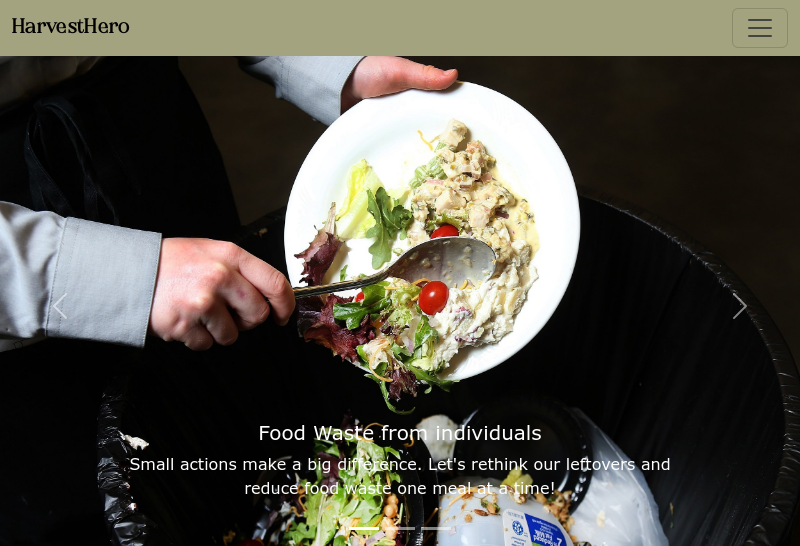 HarvestHero
Food Waste from individuals
Small actions make a big difference. Let's rethink our leftovers and
reduce food waste one meal at a time!